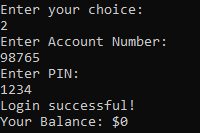 Enter your choice:
2
Enter Account Number:
98765
Enter PIN:
1234
Login successful!
Your Balance: $0